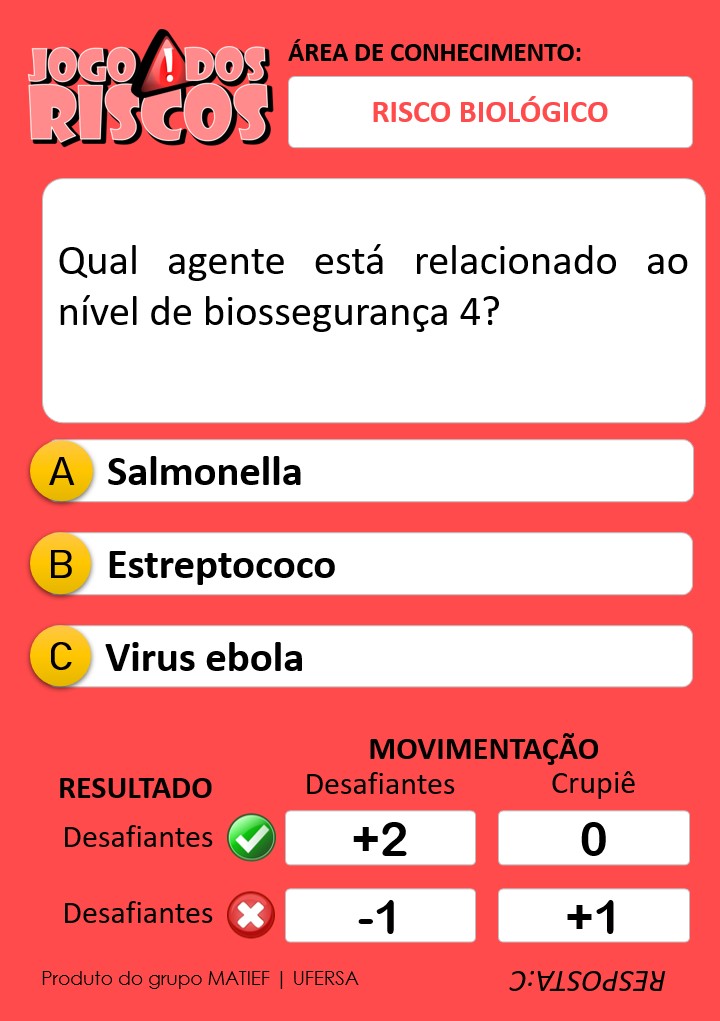 JOGO ! DOS
RISCOS
ÁREA DE CONHECIMENTO:
RISCO BIOLÓGICO
Qual agente está relacionado ao
nível de biossegurança 4?
A Salmonella
B Estreptococo
C Virus ebola
MOVIMENTAÇÃO
RESULTADO Desafiantes Crupiê
Desafiantes +2 0
Desafiantes -1 +1
Produto do grupo MATIEF | UFERSA
RESPOSTA:C